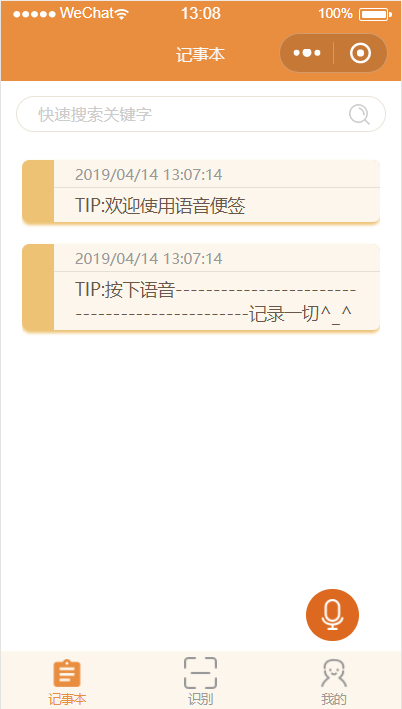 ●●●●● WeChat 13:08 100%
记事本
快速搜索关键字
2019/04/14 13:07:14
TIP:欢迎使用语音便签
2019/04/14 13:07:14
TIP:按下语音------------------------
-----------------------记录一切^_^
记事本 识别 我的